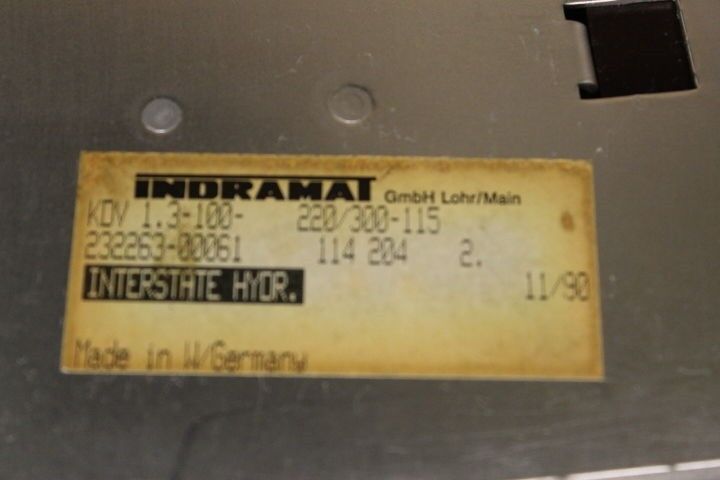 INDRAMAT GmbH Lohr/Main
KDV 1.3-100- 220/300-115
232263-00061 114 204 2.
INTERSTATE HYDR. 11/90
Made in W/Germany